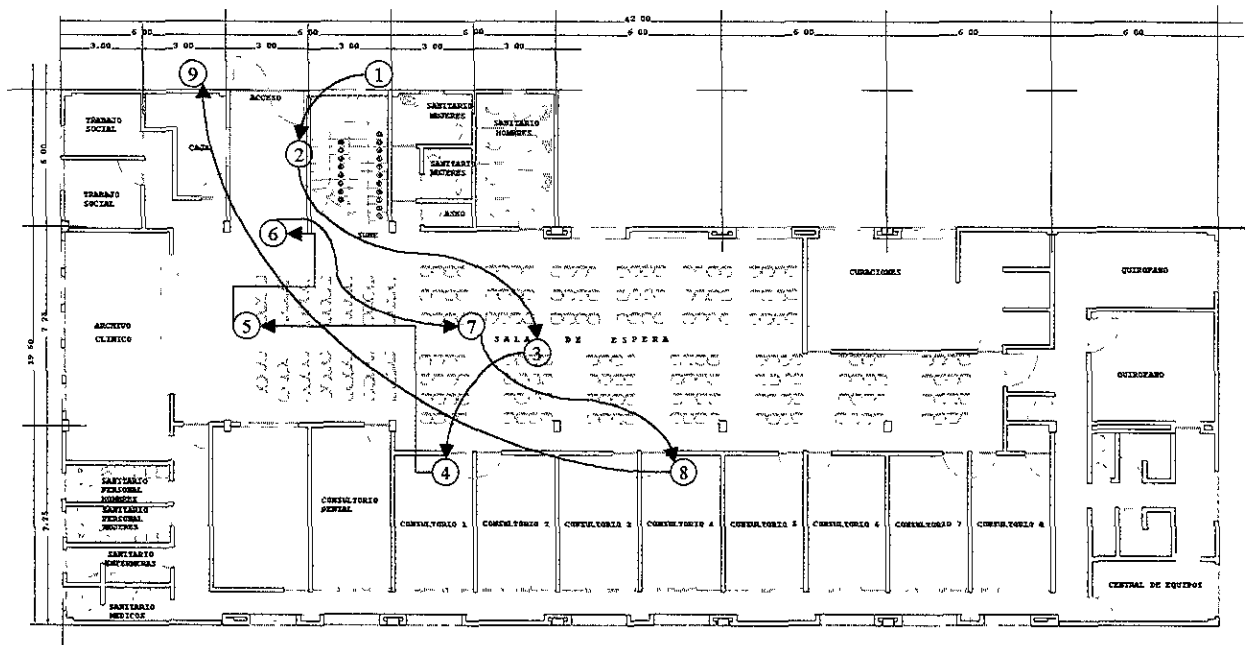 42 00
6 00
6 00
6 00
6 00
6 00
6 00
3.00
3 00
3 00
3 00
3 00
3 00
9
1
ACCESO
TRABAJO
SOCIAL
CAJA
SANITARIO
MUJERES
SANITARIO
HOMBRES
2
SANITARIO
MUJERES
6 00
TRABAJO
SOCIAL
ASEO
6
CURACIONES
QUIROFANO
ARCHIVO
CLINICO
5
7
SALA DE ESPERA
3
7.25
QUIROFANO
4
8
SANITARIO
PERSONAL
HOMBRES
SANITARIO
PERSONAL
MUJERES
CONSULTORIO
DENTAL
CONSULTORIO 1
CONSULTORIO 2
CONSULTORIO 3
CONSULTORIO 4
CONSULTORIO 5
CONSULTORIO 6
CONSULTORIO 7
CONSULTORIO 8
SANITARIO
ENFERMERAS
CENTRAL DE EQUIPOS
SANITARIO
MEDICOS